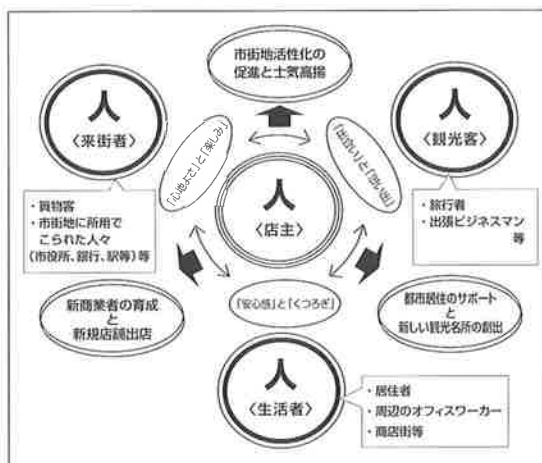 市街地活性化の
促進と士気高揚
人
〈来街者〉
人
〈観光客〉
「心地よさ」と「楽しみ」
「出合い」と「思い出」
人
〈店主〉
・買物客
・市街地に所用で
こられた人々
(市役所、銀行、駅等)等
・旅行者
・出張ビジネスマン
等
新商業者の育成
と
新規店舗出店
「安心感」と「くつろぎ」
都市居住のサポート
と
新しい観光名所の創出
人
〈生活者〉
・居住者
・周辺のオフィスワーカー
・商店街等